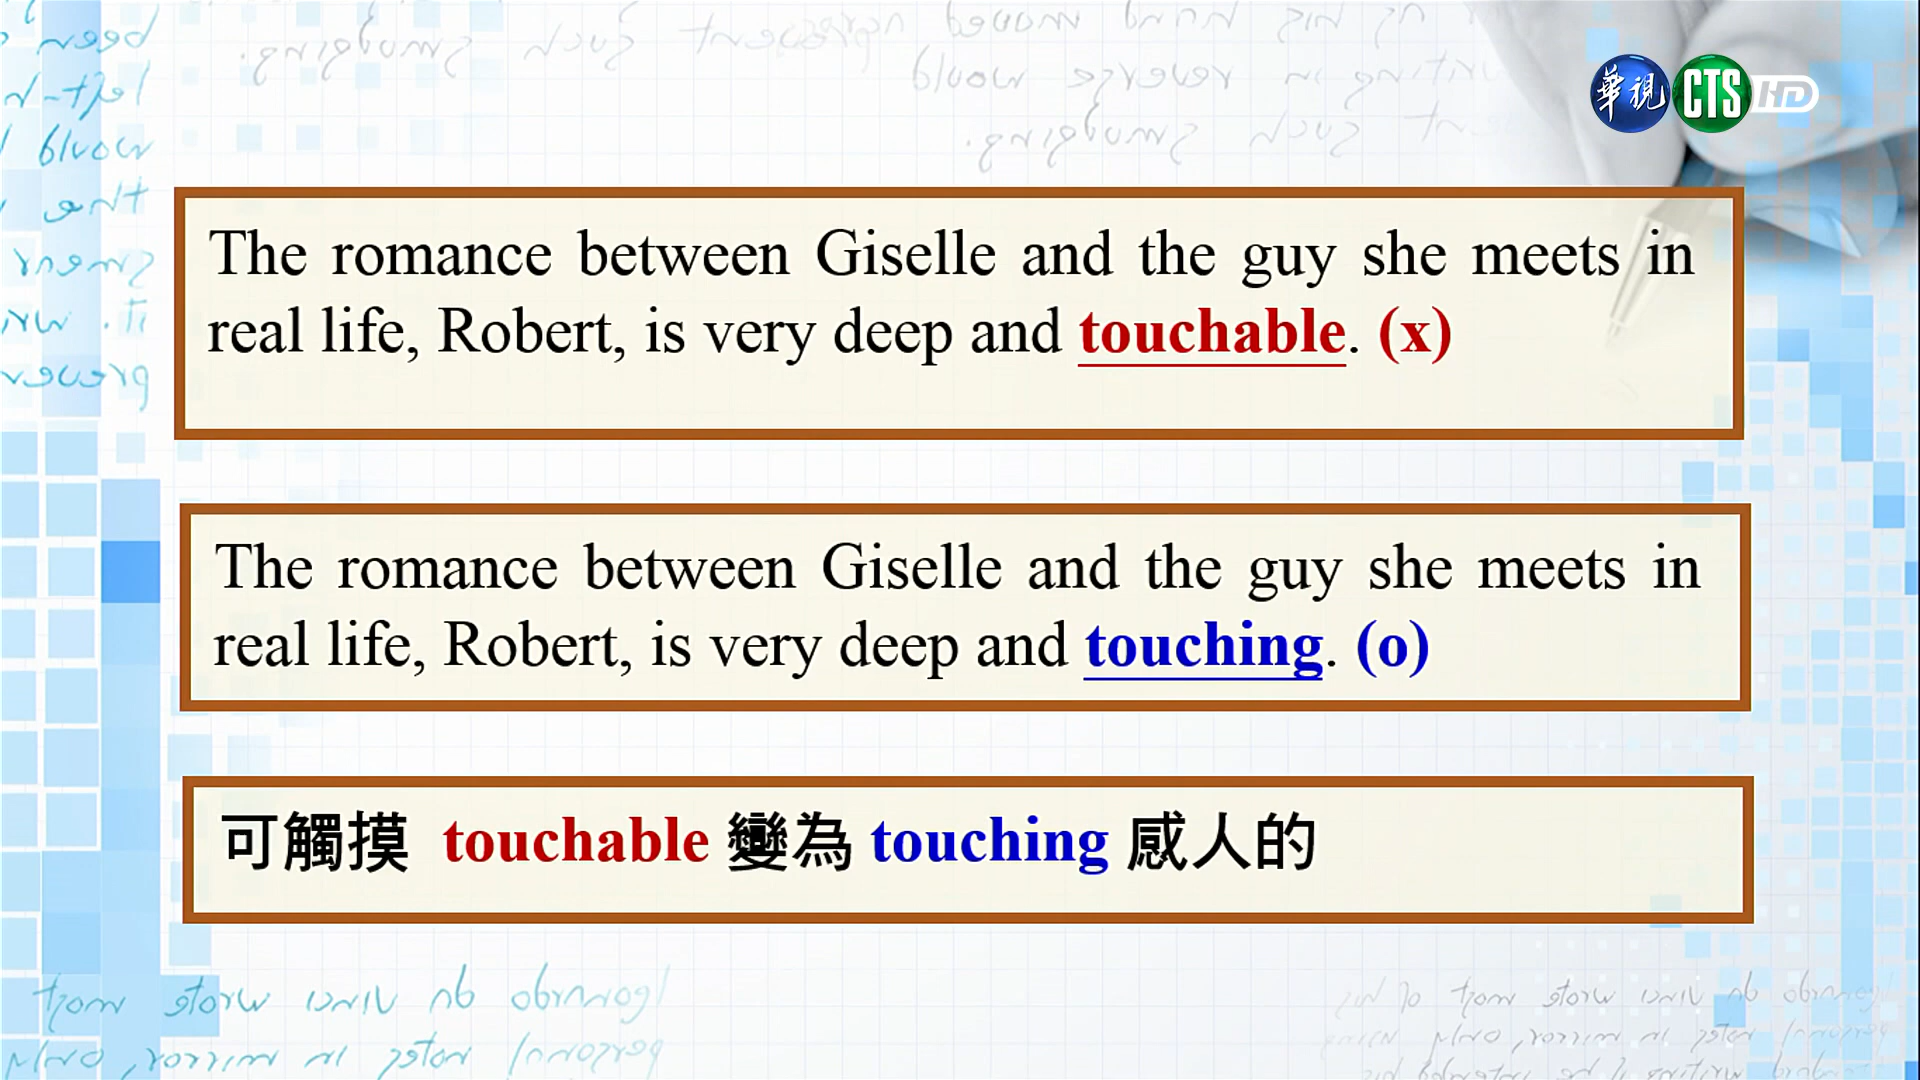 華視 CTS HD
The romance between Giselle and the guy she meets in
real life, Robert, is very deep and touchable. (x)
The romance between Giselle and the guy she meets in
real life, Robert, is very deep and touching. (o)
可觸摸 touchable 變為 touching 感人的